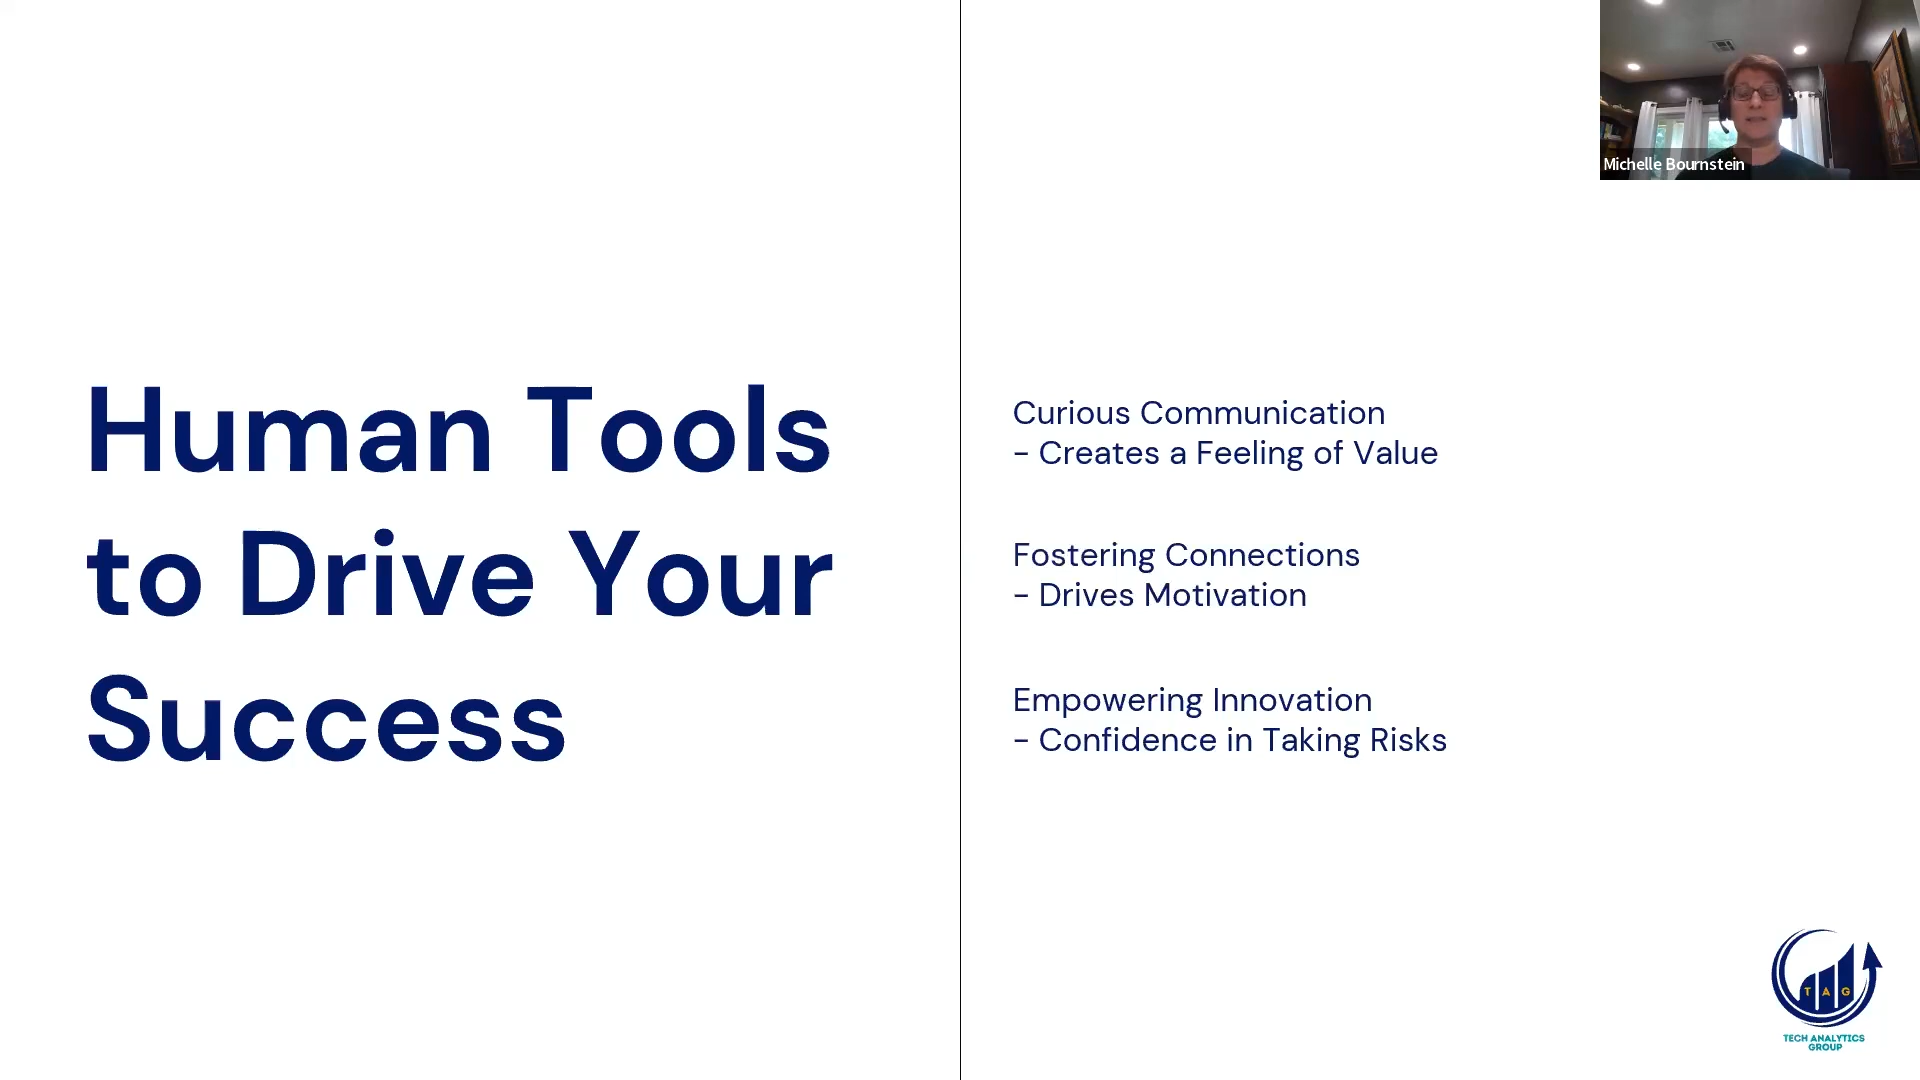 Human Tools
to Drive Your
Success
Curious Communication
- Creates a Feeling of Value
Fostering Connections
- Drives Motivation
Empowering Innovation
- Confidence in Taking Risks
Michelle Bournstein
TAG
TECH ANALYTICS
GROUP